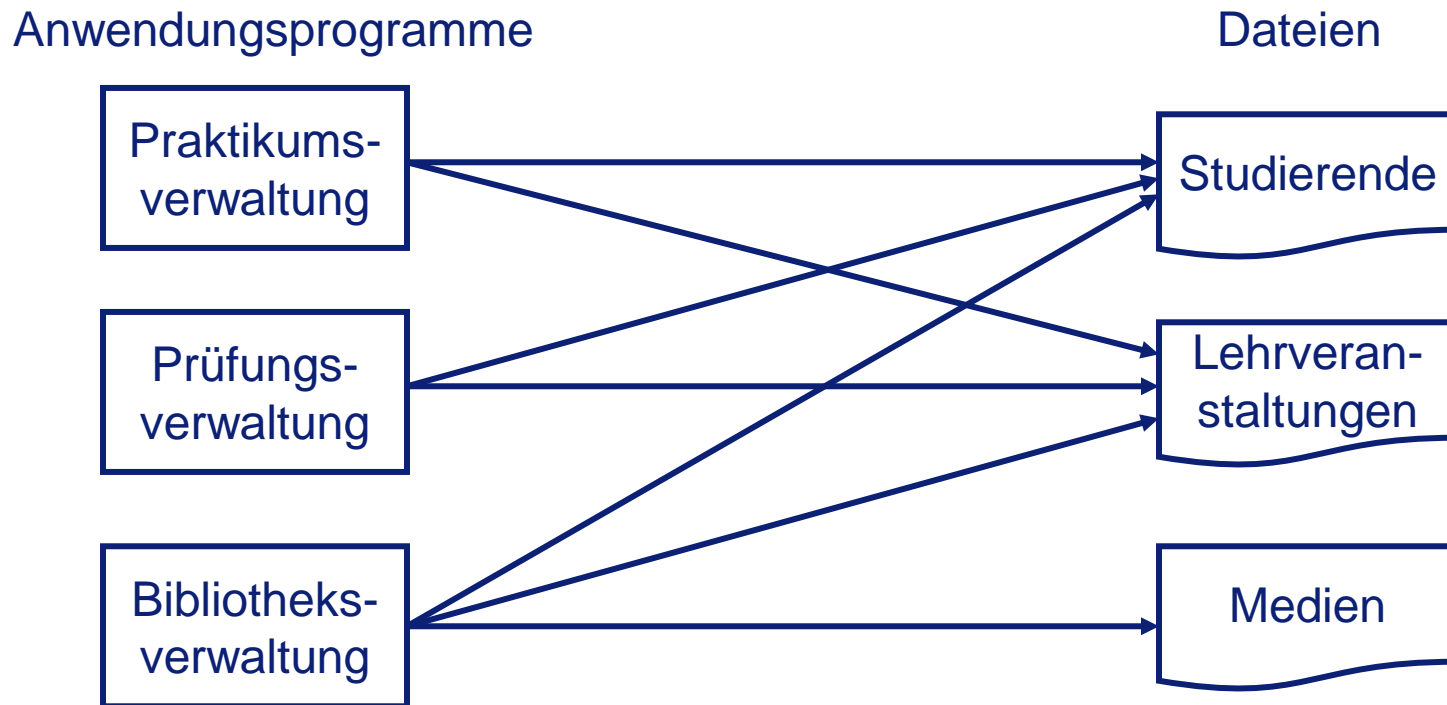 Anwendungsprogramme
Dateien
Praktikums-
verwaltung
Studierende
Prüfungs-
verwaltung
Lehrveran-
staltungen
Bibliotheks-
verwaltung
Medien